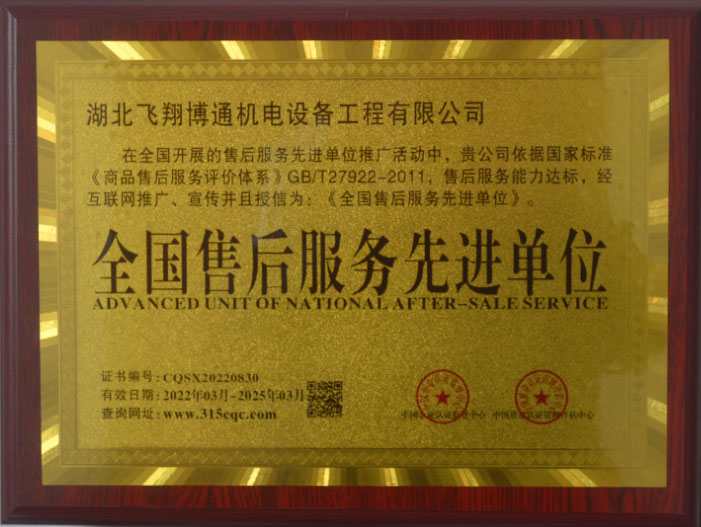 湖北飞翔博通机电设备工程有限公司
在全国开展的售后服务先进单位推广活动中，贵公司依据国家标准
《商品售后服务评价体系》GB/T27922-2011，售后服务能力达标，经
互联网推广、宣传并且授信为：《全国售后服务先进单位》。
全国售后服务先进单位
ADVANCED UNIT OF NATIONAL AFTER--SALE SERVICE
证书编号：CQSX20220830
有效日期：2022年03月-2025年03月
查询网址：www.315cqc.com